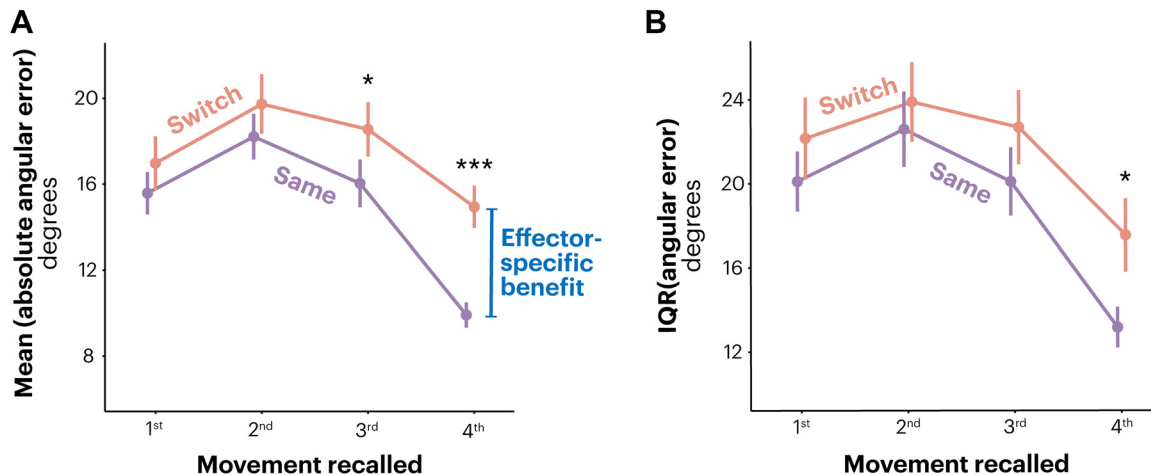 A
Mean (absolute angular error)
degrees
20
16
12
8
Switch
Same
*
***
Effector-
specific
benefit
1st
2nd
3rd
4th
Movement recalled
B
IQR(angular error)
degrees
24
20
16
12
Switch
Same
*
1st
2nd
3rd
4th
Movement recalled